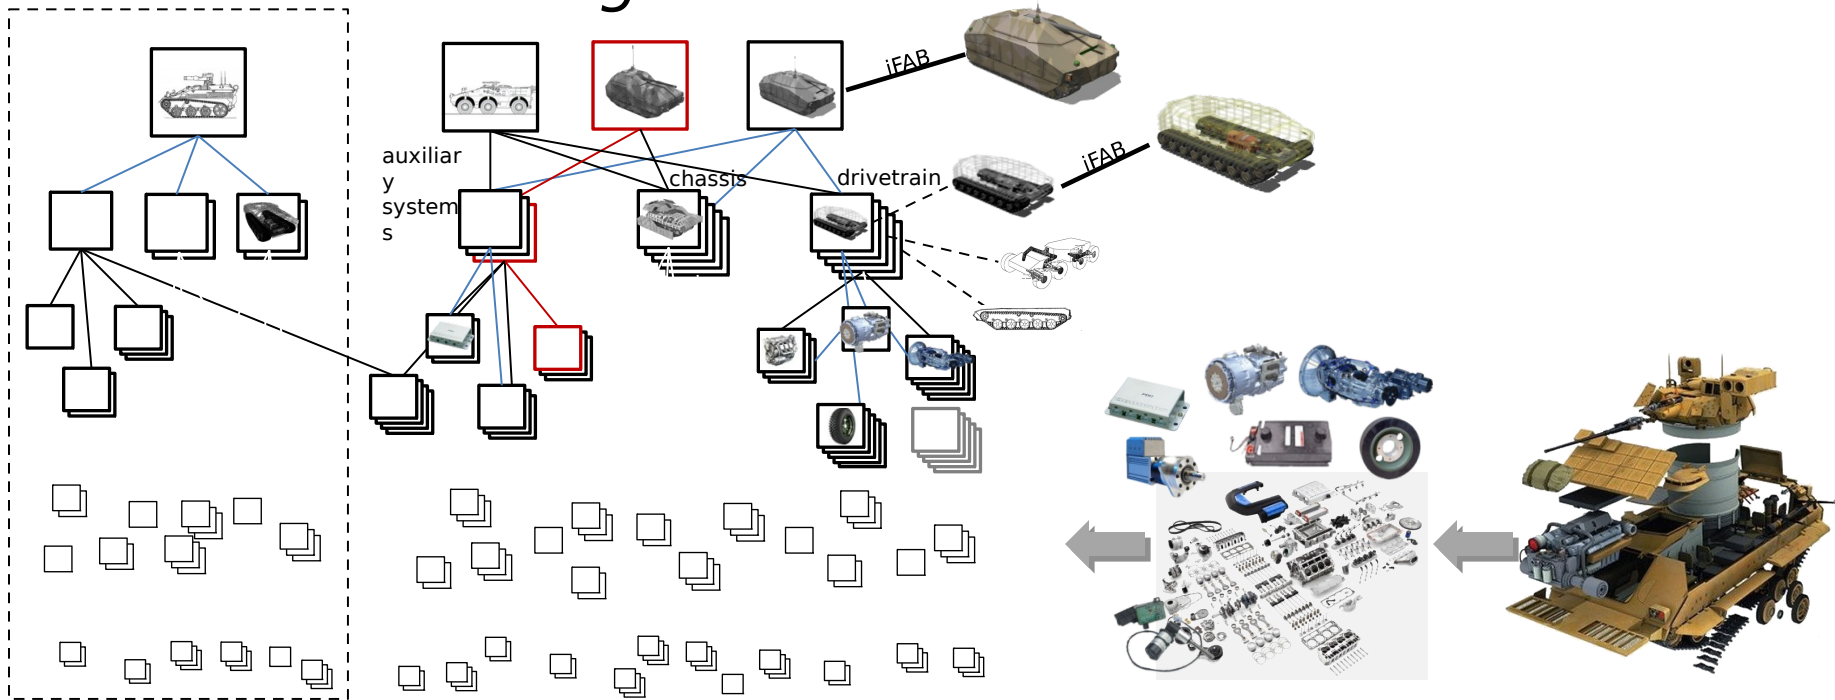 iFAB
iFAB
auxiliar
y
system
s
chassis
drivetrain